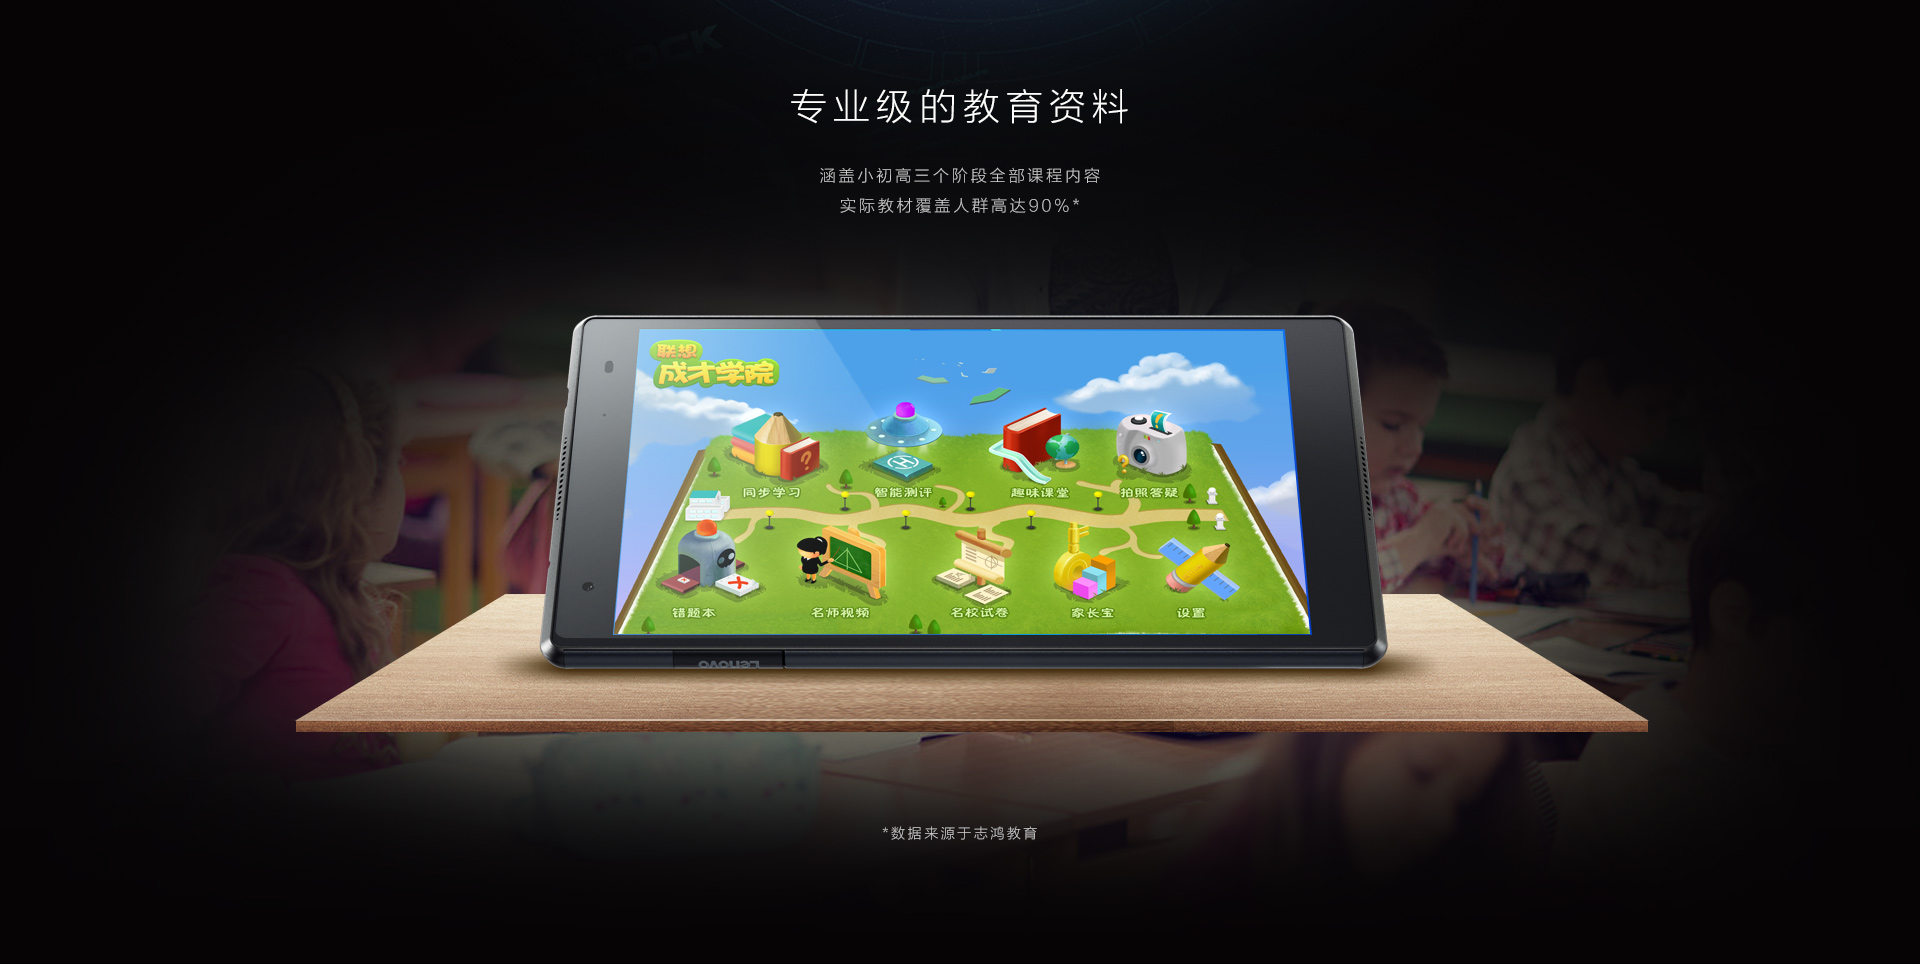 专业级的教育资料
涵盖小初高三个阶段全部课程内容
实际教材覆盖人群高达90%*
联想
成才学院
同步学习
智能测评
趣味课堂
拍照答疑
错题本
名师视频
名校试卷
家长宝
设置
Lenovo
*数据来源于志鸿教育